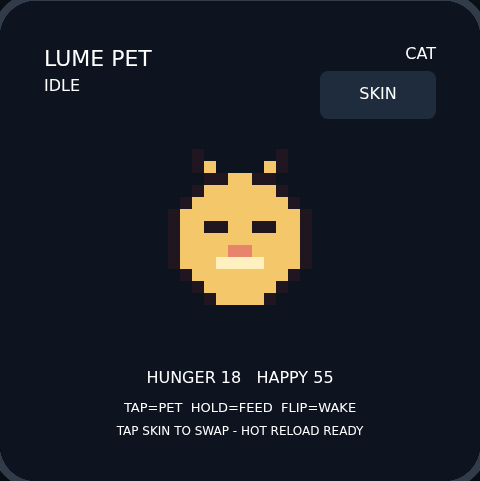 LUME PET
CAT
IDLE
SKIN
HUNGER 18   HAPPY 55
TAP=PET  HOLD=FEED  FLIP=WAKE
TAP SKIN TO SWAP - HOT RELOAD READY